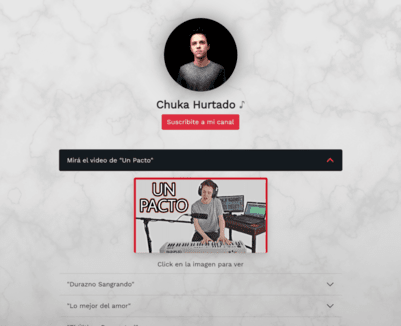 Chuka Hurtado ♪
Suscribite a mi canal
Mirá el video de "Un Pacto"
UN
PACTO
Click en la imagen para ver
"Durazno Sangrando"
"Lo mejor del amor"